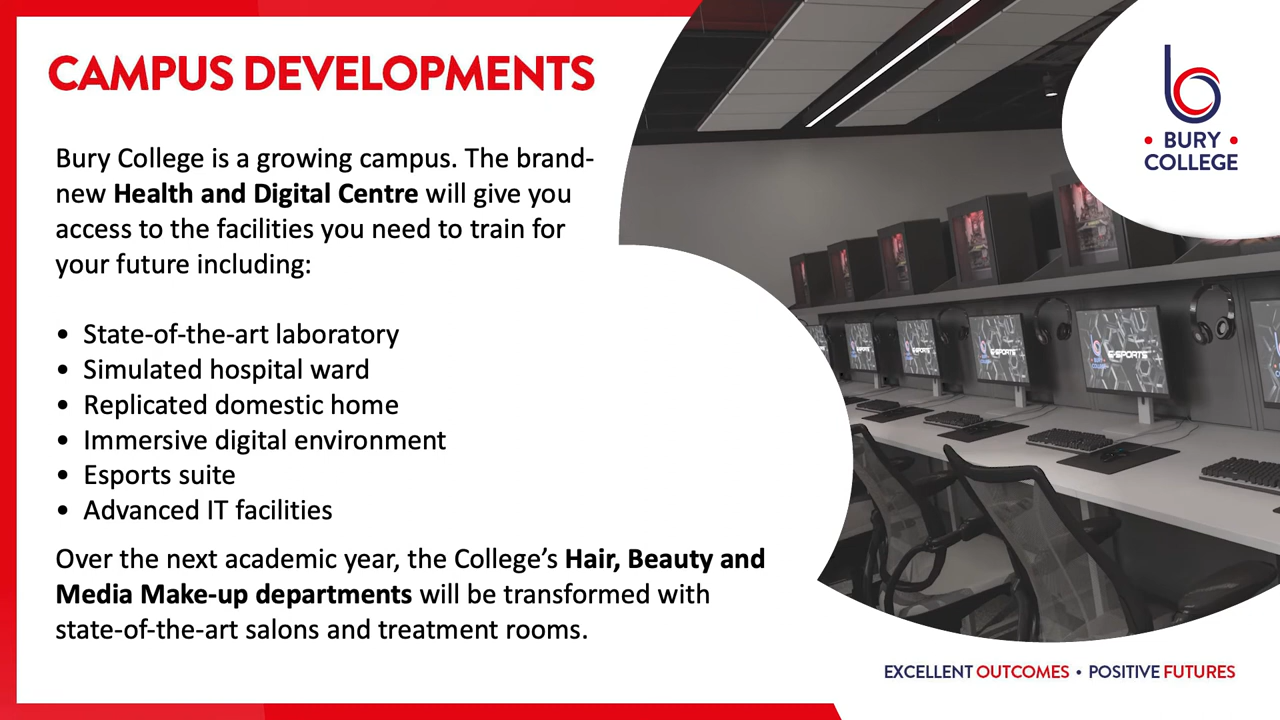 CAMPUS DEVELOPMENTS
BURY
COLLEGE
Bury College is a growing campus. The brand-
new Health and Digital Centre will give you
access to the facilities you need to train for
your future including:
• State-of-the-art laboratory
• Simulated hospital ward
• Replicated domestic home
• Immersive digital environment
• Esports suite
• Advanced IT facilities
Over the next academic year, the College’s Hair, Beauty and
Media Make-up departments will be transformed with
state-of-the-art salons and treatment rooms.
E-SPORTS
E-SPORTS
EXCELLENT OUTCOMES • POSITIVE FUTURES